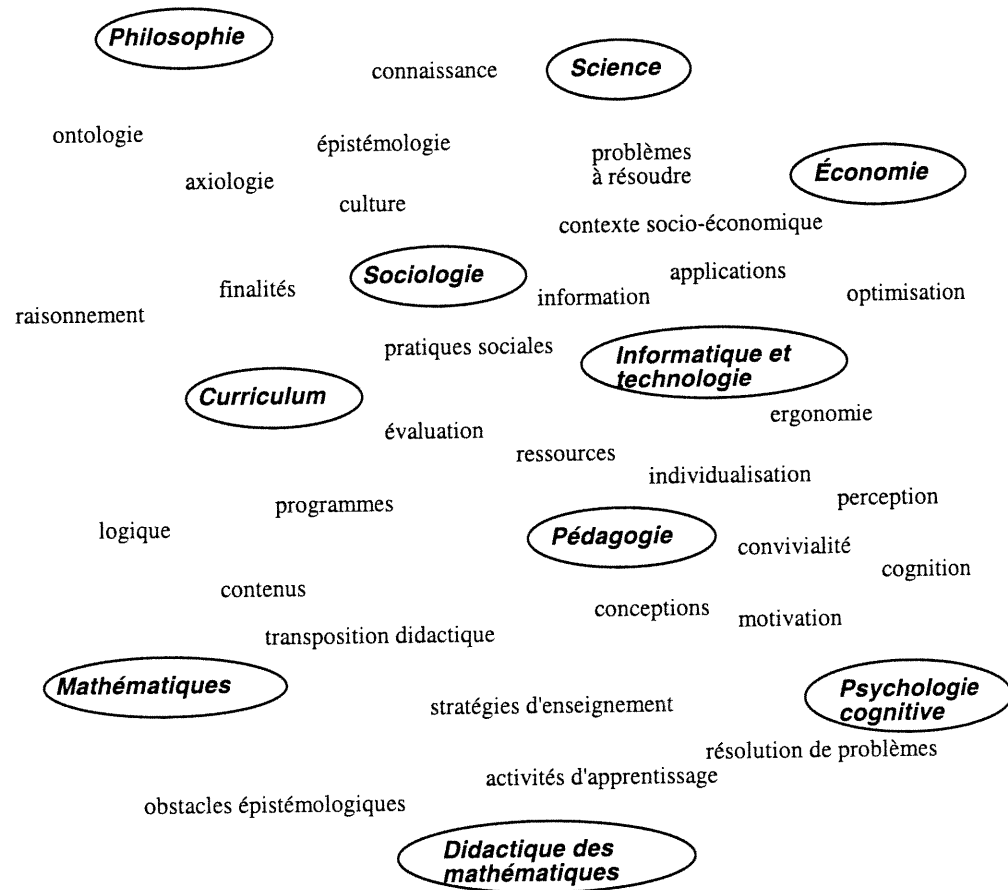 Philosophie
connaissance
Science
ontologie
épistémologie
problèmes
à résoudre
axiologie
Économie
culture
contexte socio-économique
Sociologie
applications
finalités
information
optimisation
raisonnement
pratiques sociales
Informatique et
technologie
Curriculum
ergonomie
évaluation
ressources
individualisation
perception
programmes
logique
Pédagogie
convivialité
cognition
contenus
conceptions
motivation
transposition didactique
Mathématiques
Psychologie
cognitive
stratégies d'enseignement
résolution de problèmes
activités d'apprentissage
obstacles épistémologiques
Didactique des
mathématiques